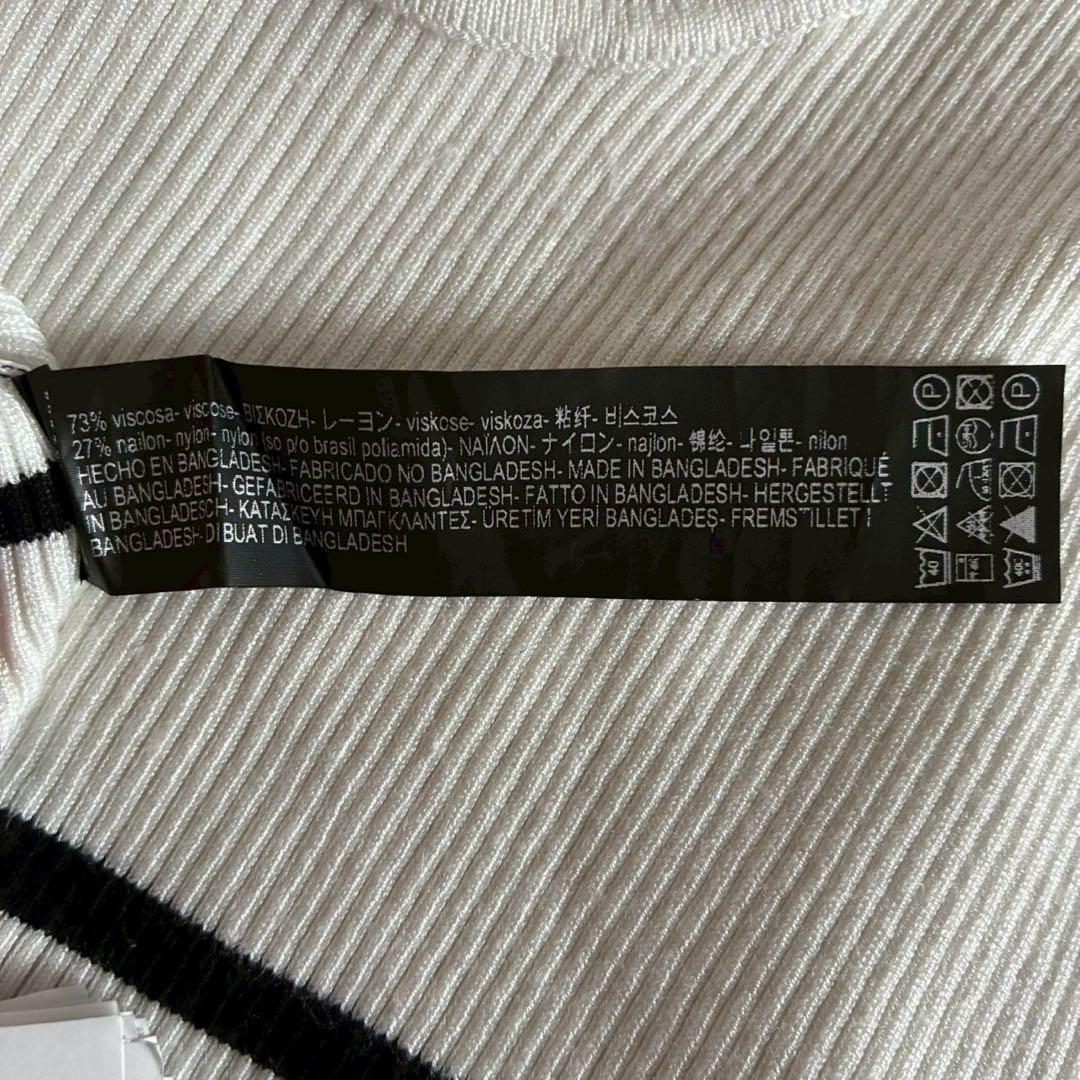 73% viscosa- viscose- ΒΙΣΚΟΖΗ- レーヨン- viskose- viskoza- 粘纤- 비스코스
27% nailon- nylon- nylon (so p/o brasil poliamida)- ΝΑΪΛΟΝ- ナイロン- najlon- 锦纶- 나일론- nilon
HECHO EN BANGLADESH- FABRICADO NO BANGLADESH- MADE IN BANGLADESH- FABRIQUÉ
AU BANGLADESH- GEFABRICEERD IN BANGLADESH- FATTO IN BANGLADESH- HERGESTELLT
IN BANGLADESCH- ΚΑΤΑΣΚΕΥΗ ΜΠΑΓΚΛΑΝΤΕΣ- ÜRETİM YERİ BANGLADEŞ- FREMSTILLET I
BANGLADESH- DIBUAT DI BANGLADESH
P P
40